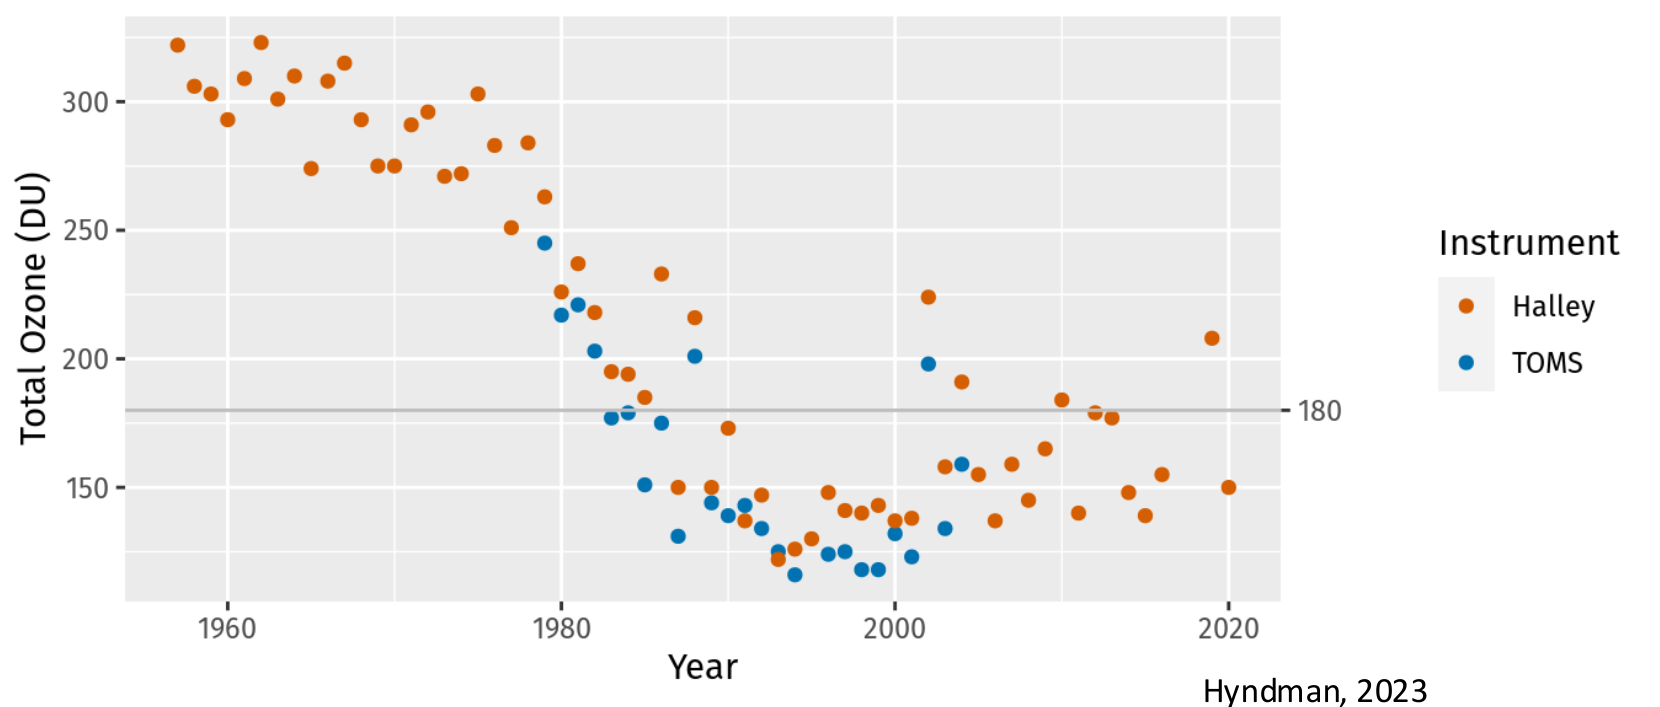 Total Ozone (DU)
300
250
200
150
180
1960 1980 2000 2020
Year
Instrument
Halley
TOMS
Hyndman, 2023